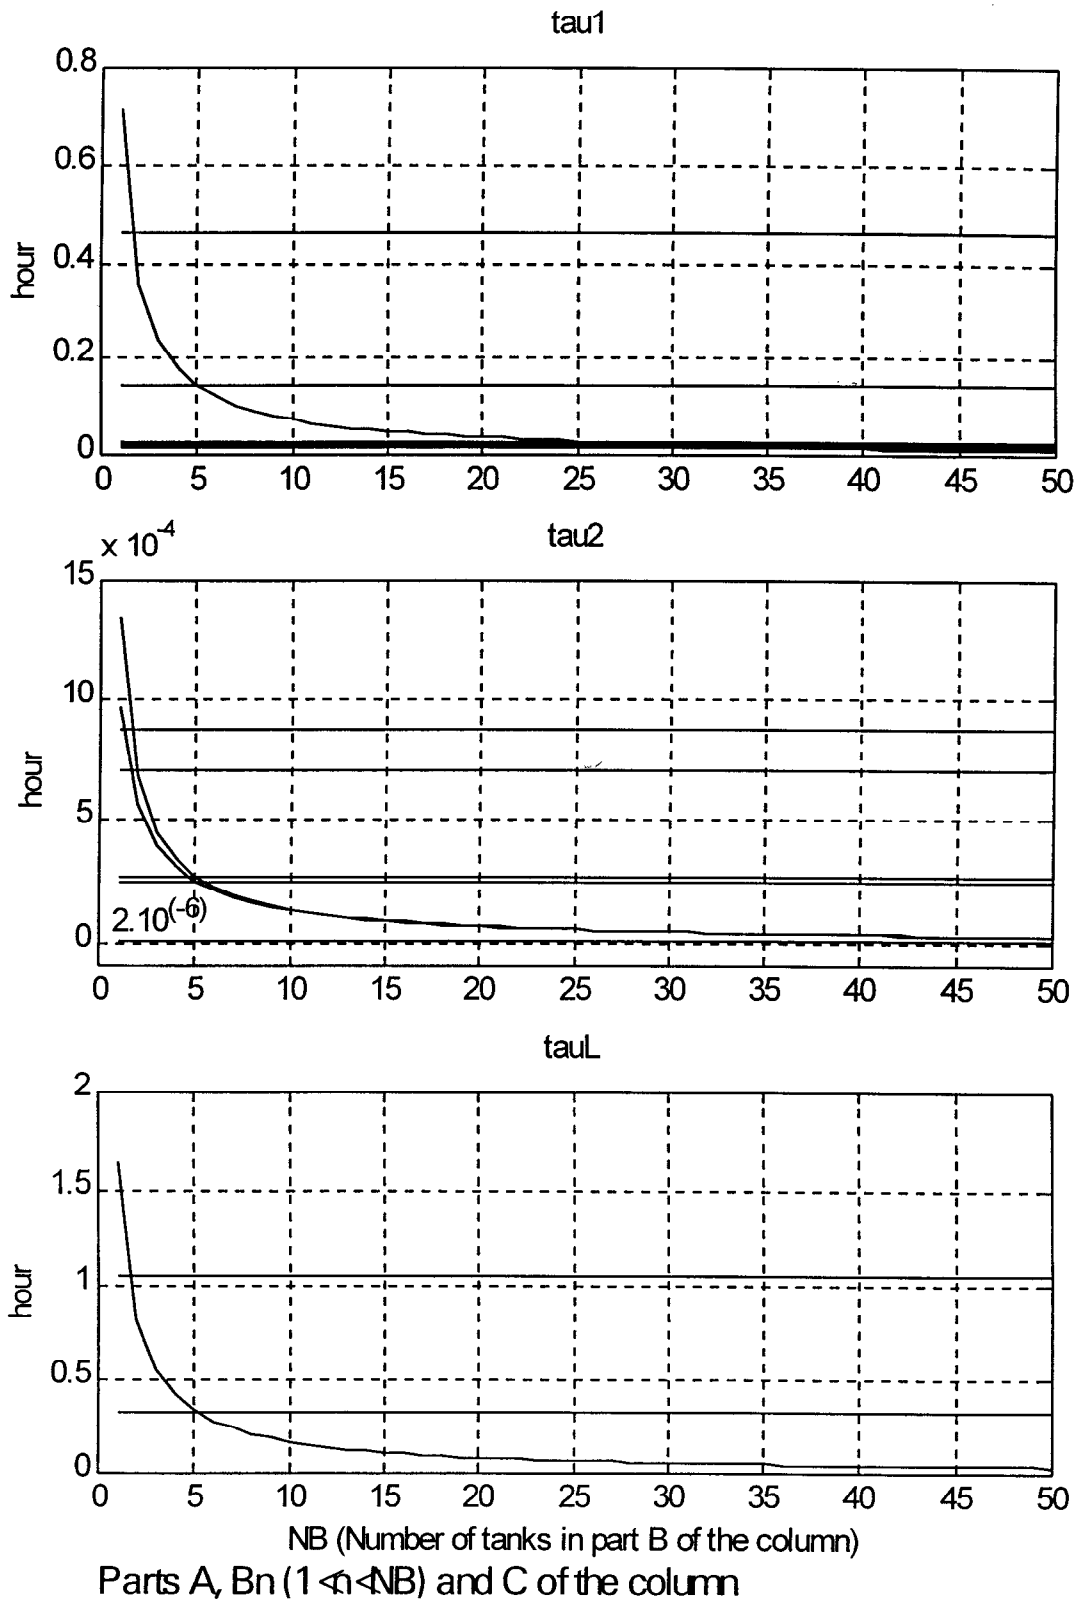 tau1
0.8
0.6
0.4
0.2
0
hour
0 5 10 15 20 25 30 35 40 45 50
x 10^-4
tau2
15
10
5
0
hour
2.10^(-6)
0 5 10 15 20 25 30 35 40 45 50
tauL
2
1.5
1
0.5
0
hour
0 5 10 15 20 25 30 35 40 45 50
NB (Number of tanks in part B of the column)
Parts A, Bn (1<n<NB) and C of the column